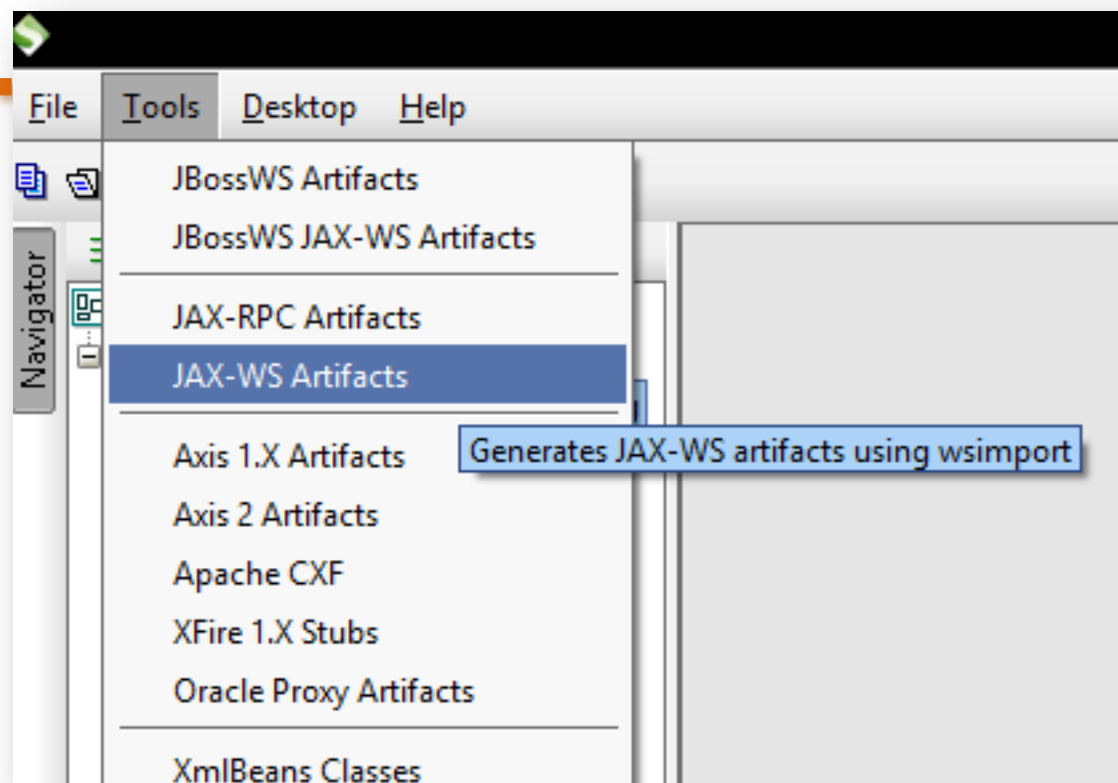 File Tools Desktop Help
JBossWS Artifacts
JBossWS JAX-WS Artifacts
Navigator
JAX-RPC Artifacts
JAX-WS Artifacts
Generates JAX-WS artifacts using wsimport
Axis 1.X Artifacts
Axis 2 Artifacts
Apache CXF
XFire 1.X Stubs
Oracle Proxy Artifacts
XmlBeans Classes